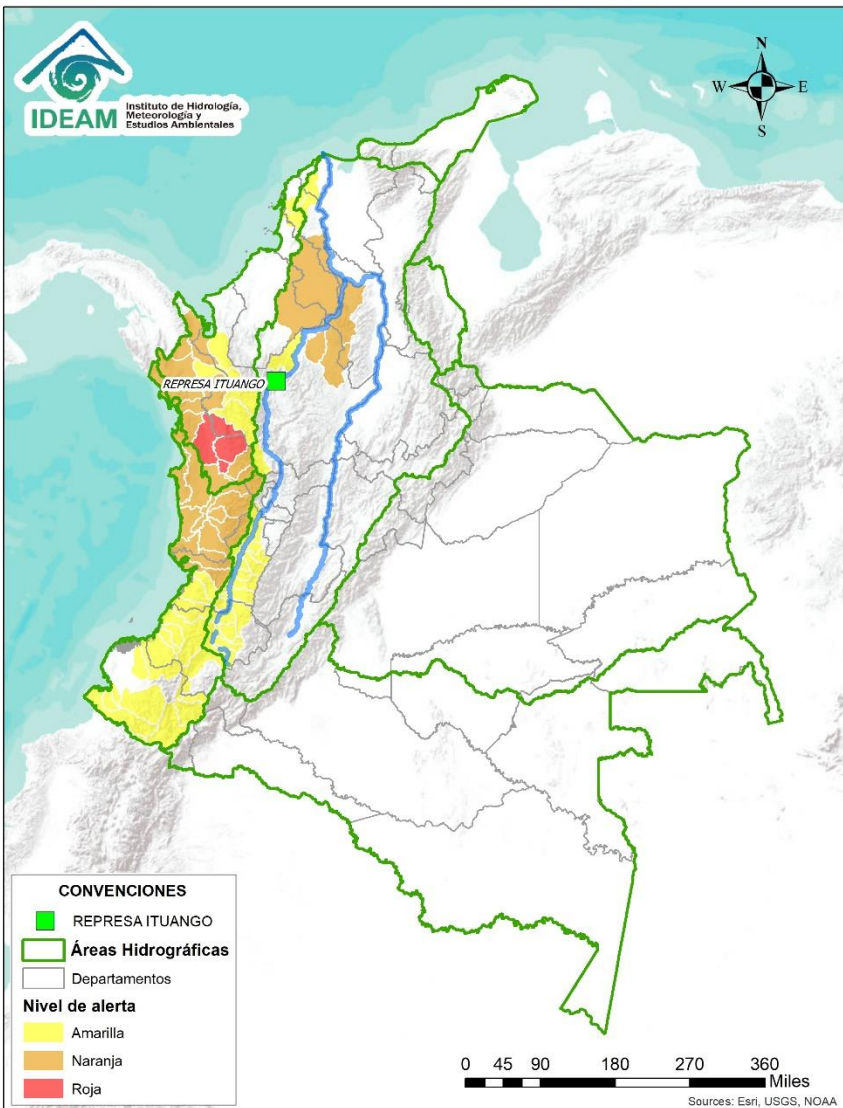 IDEAM
Instituto de Hidrología,
Meteorología y
Estudios Ambientales
N
W
E
S
REPRESA ITUANGO
CONVENCIONES
REPRESA ITUANGO
Áreas Hidrográficas
Departamentos
Nivel de alerta
Amarilla
Naranja
Roja
0 45 90 180 270 360
Miles
Sources: Esri, USGS, NOAA